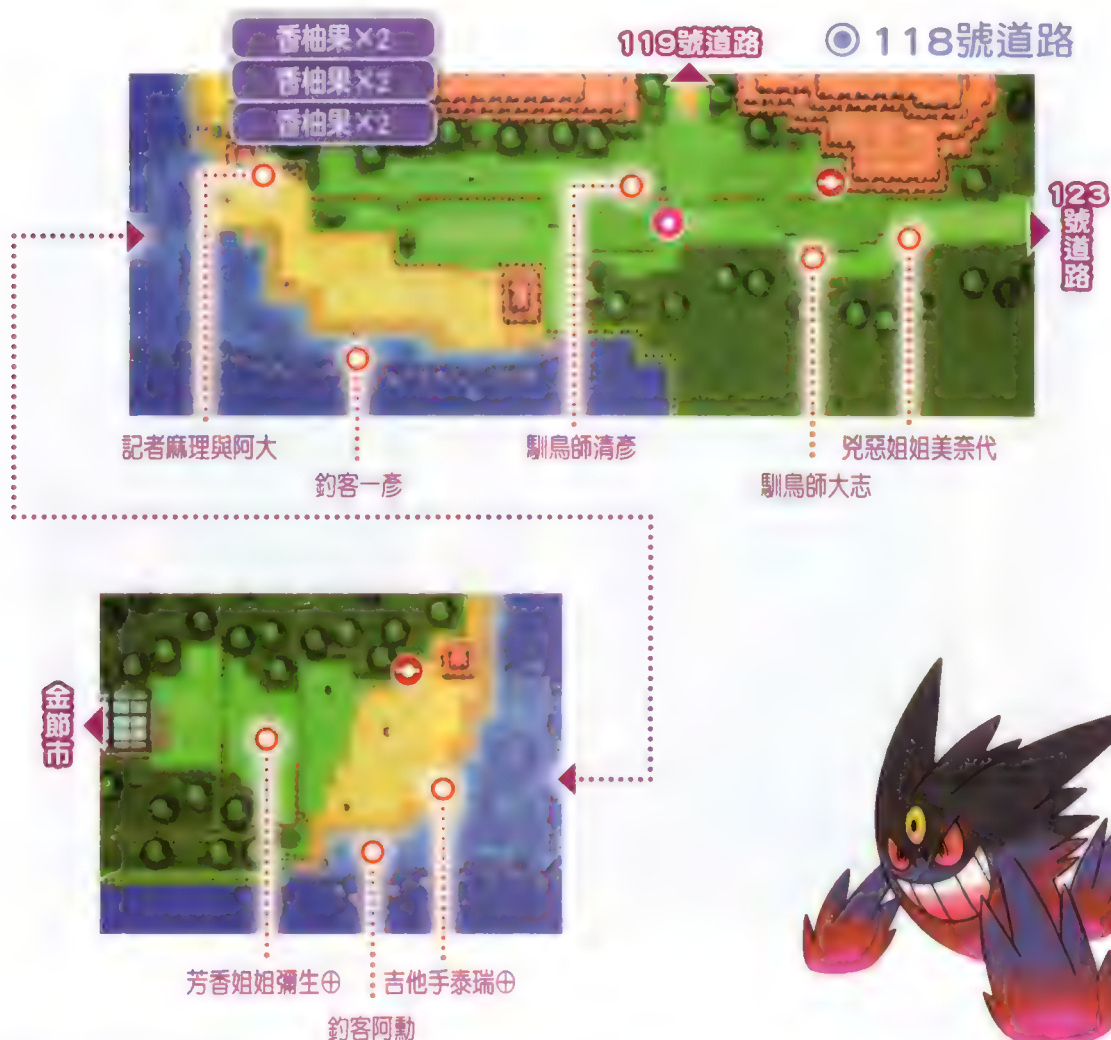 香柚果×2
119號道路
◉ 118號道路
香柚果×2
香柚果×2
123號道路
記者麻理與阿大
馴鳥師清彥
兇惡姐姐美奈代
釣客一彥
馴鳥師大志
金節市
芳香姐姐彌生⊕
吉他手泰瑞⊕
釣客阿勳